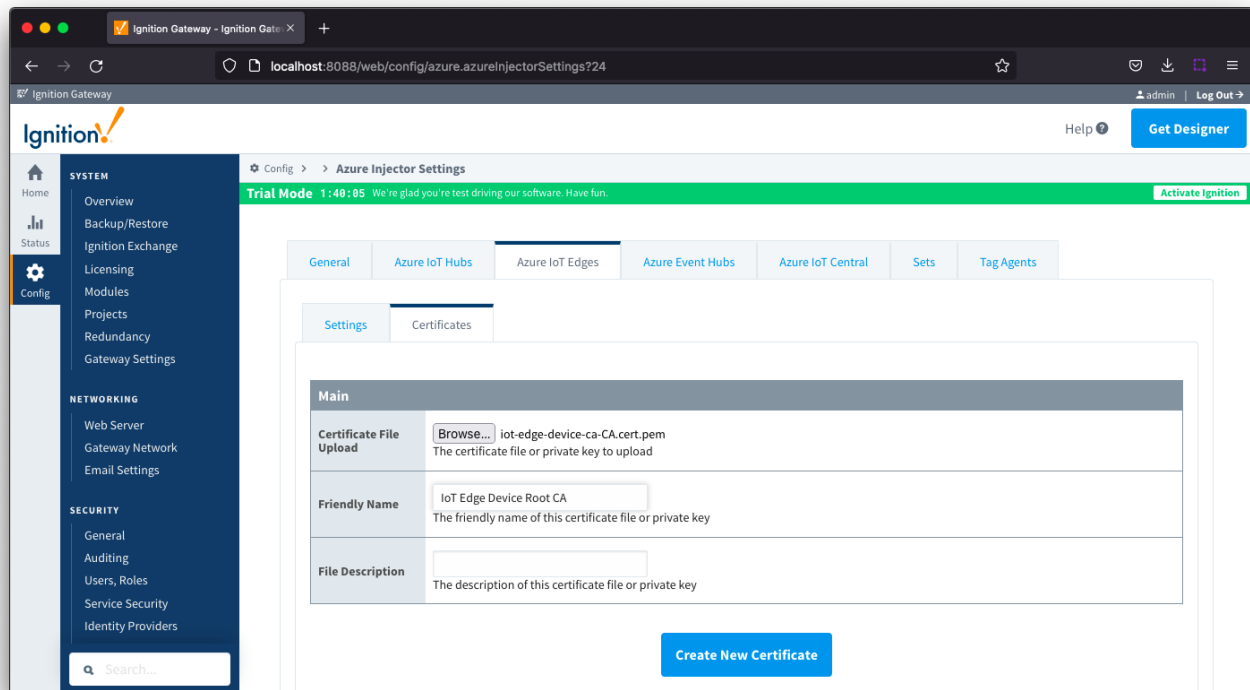 Ignition Gateway - Ignition Gate
localhost:8088/web/config/azure.azureInjectorSettings?24
Ignition Gateway
admin | Log Out
Ignition!
Help
Get Designer
Home
Status
Config
SYSTEM
Overview
Backup/Restore
Ignition Exchange
Licensing
Modules
Projects
Redundancy
Gateway Settings
NETWORKING
Web Server
Gateway Network
Email Settings
SECURITY
General
Auditing
Users, Roles
Service Security
Identity Providers
Search...
Config > > Azure Injector Settings
Trial Mode 1:40:05 We're glad you're test driving our software. Have fun.
Activate Ignition
General Azure IoT Hubs Azure IoT Edges Azure Event Hubs Azure IoT Central Sets Tag Agents
Settings Certificates
Main
Certificate File Upload
Browse... iot-edge-device-ca-CA.cert.pem
The certificate file or private key to upload
Friendly Name
IoT Edge Device Root CA
The friendly name of this certificate file or private key
File Description
The description of this certificate file or private key
Create New Certificate